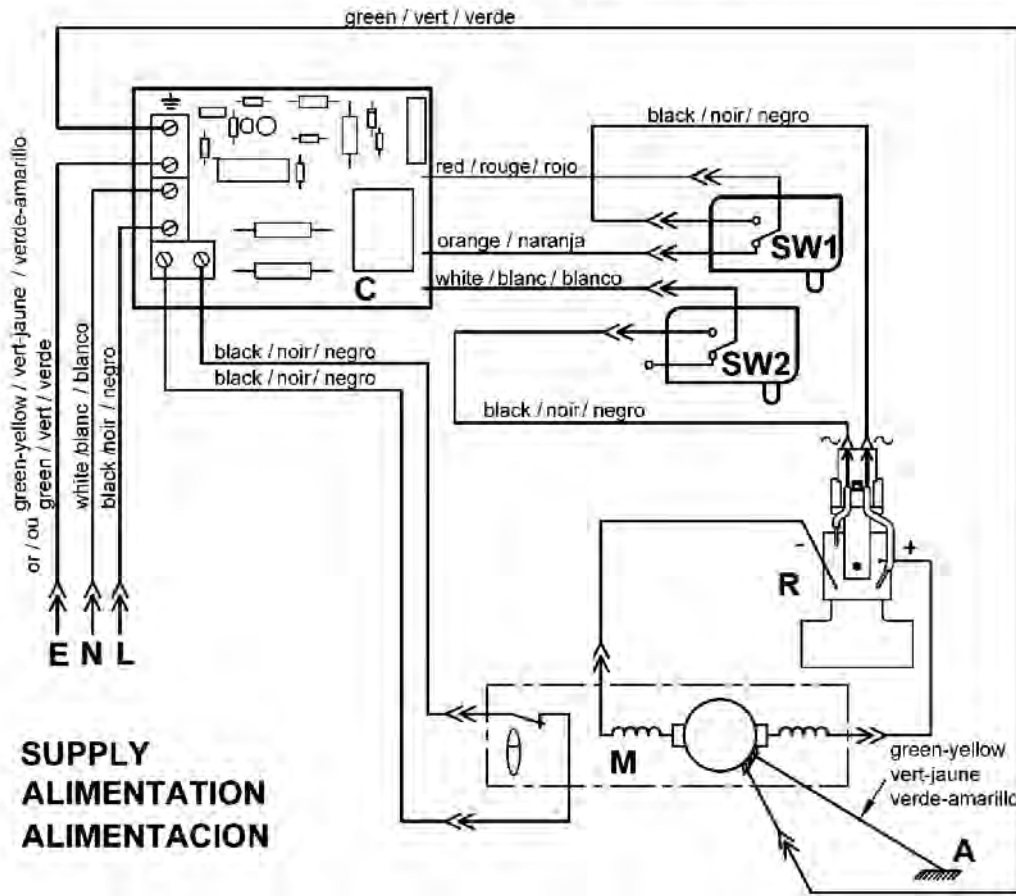 green / vert / verde
black / noir / negro
red / rouge / rojo
SW1
orange / naranja
C
white / blanc / blanco
SW2
black / noir / negro
black / noir / negro
black / noir / negro
or / ou green-yellow / vert-jaune / verde-amarillo
green / vert / verde
white / blanc / blanco
black / noir / negro
~ ~
- +
R
E N L
M
SUPPLY
ALIMENTATION
ALIMENTACION
green-yellow
vert-jaune
verde-amarillo
A